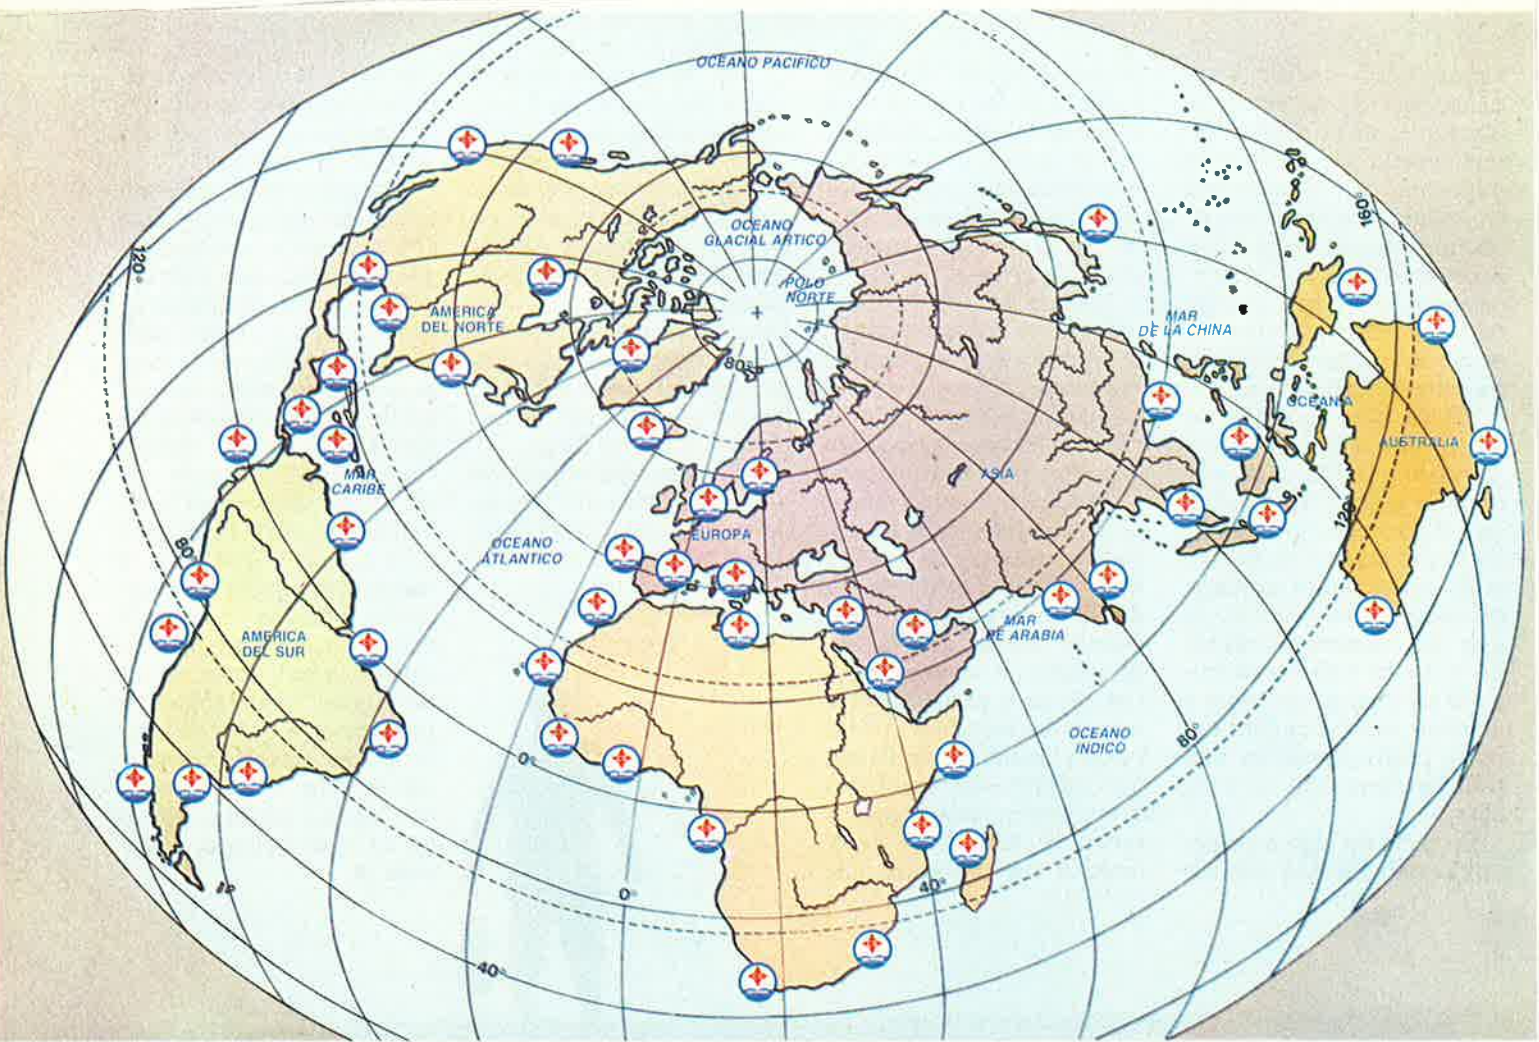 OCEANO PACIFICO
OCEANO
GLACIAL ARTICO
POLO
NORTE
160°
120°
AMERICA
DEL NORTE
MAR
DE LA CHINA
80°
OCEANIA
AUSTRALIA
MAR
CARIBE
ASIA
120°
OCEANO
ATLANTICO
EUROPA
80°
AMERICA
DEL SUR
MAR
DE ARABIA
OCEANO
INDICO
80°
0°
0°
40°
40°